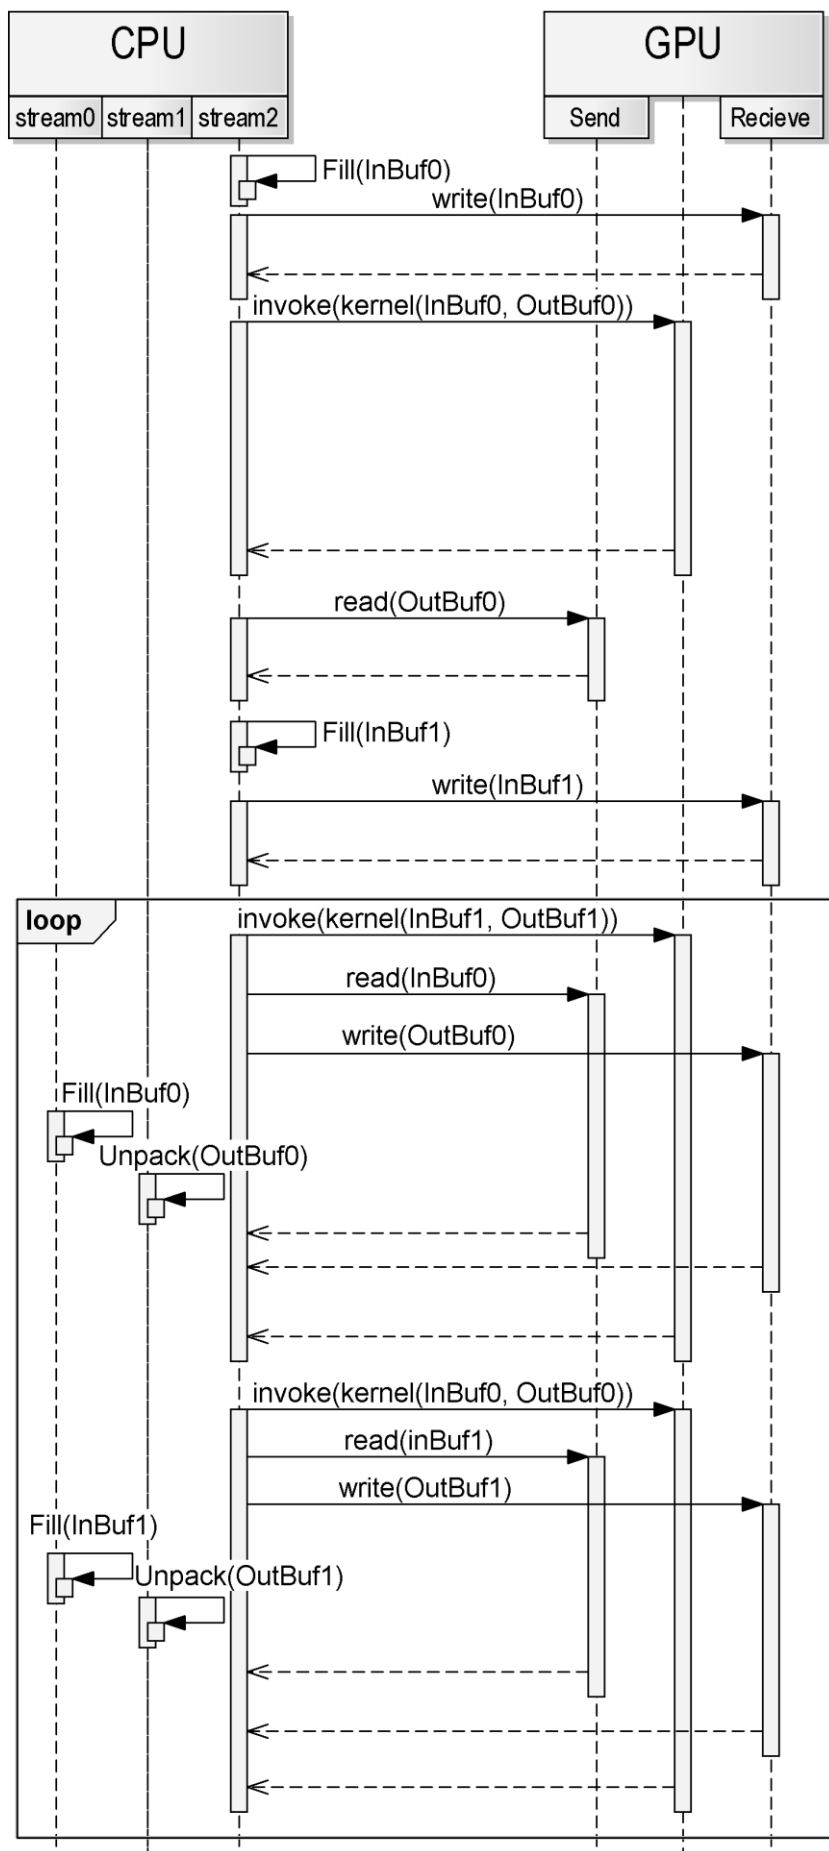 CPU
GPU
stream0 stream1 stream2
Send
Recieve
Fill(InBuf0)
write(InBuf0)
invoke(kernel(InBuf0, OutBuf0))
read(OutBuf0)
Fill(InBuf1)
write(InBuf1)
loop
invoke(kernel(InBuf1, OutBuf1))
read(InBuf0)
write(OutBuf0)
Fill(InBuf0)
Unpack(OutBuf0)
invoke(kernel(InBuf0, OutBuf0))
read(inBuf1)
write(OutBuf1)
Fill(InBuf1)
Unpack(OutBuf1)